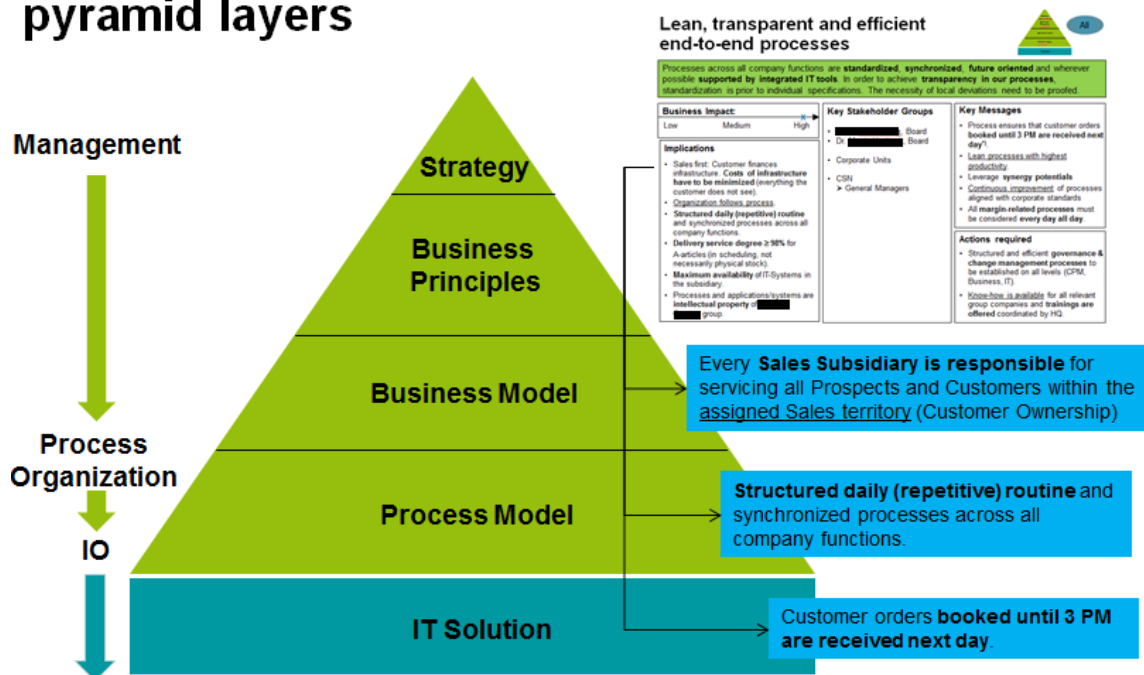 pyramid layers
Management
Process
Organization
IO
Strategy
Business
Principles
Business Model
Process Model
IT Solution
Lean, transparent and efficient
end-to-end processes
All
Processes across all company functions are standardized, synchronized, future oriented and wherever
possible supported by integrated IT tools. In order to achieve transparency in our processes,
standardization is prior to individual specifications. The necessity of local deviations need to be proofed.
Business Impact:
Low Medium High
Implications
• Sales first: Customer finances
infrastructure. Costs of infrastructure
have to be minimized (everything the
customer does not see).
• Organization follows process.
• Structured daily (repetitive) routine
and synchronized processes across all
company functions.
• Delivery service degree ≥ 98% for
A-articles (in scheduling, not
necessarily physical stock).
• Maximum availability of IT-Systems in
the subsidiary.
• Processes and applications/systems are
intellectual property of
group.
Key Stakeholder Groups
• , Board
• Dr. , Board
• Corporate Units
• CSN
➤ General Managers
Key Messages
• Process ensures that customer orders
booked until 3 PM are received next
day*).
• Lean processes with highest
productivity.
• Leverage synergy potentials
• Continuous improvement of processes
aligned with corporate standards
• All margin-related processes must
be considered every day all day.
Actions required
• Structured and efficient governance &
change management processes to
be established on all levels (CPM,
Business, IT).
• Know-how is available for all relevant
group companies and trainings are
offered coordinated by HQ.
Every Sales Subsidiary is responsible for
servicing all Prospects and Customers within the
assigned Sales territory (Customer Ownership)
Structured daily (repetitive) routine and
synchronized processes across all
company functions.
Customer orders booked until 3 PM
are received next day.